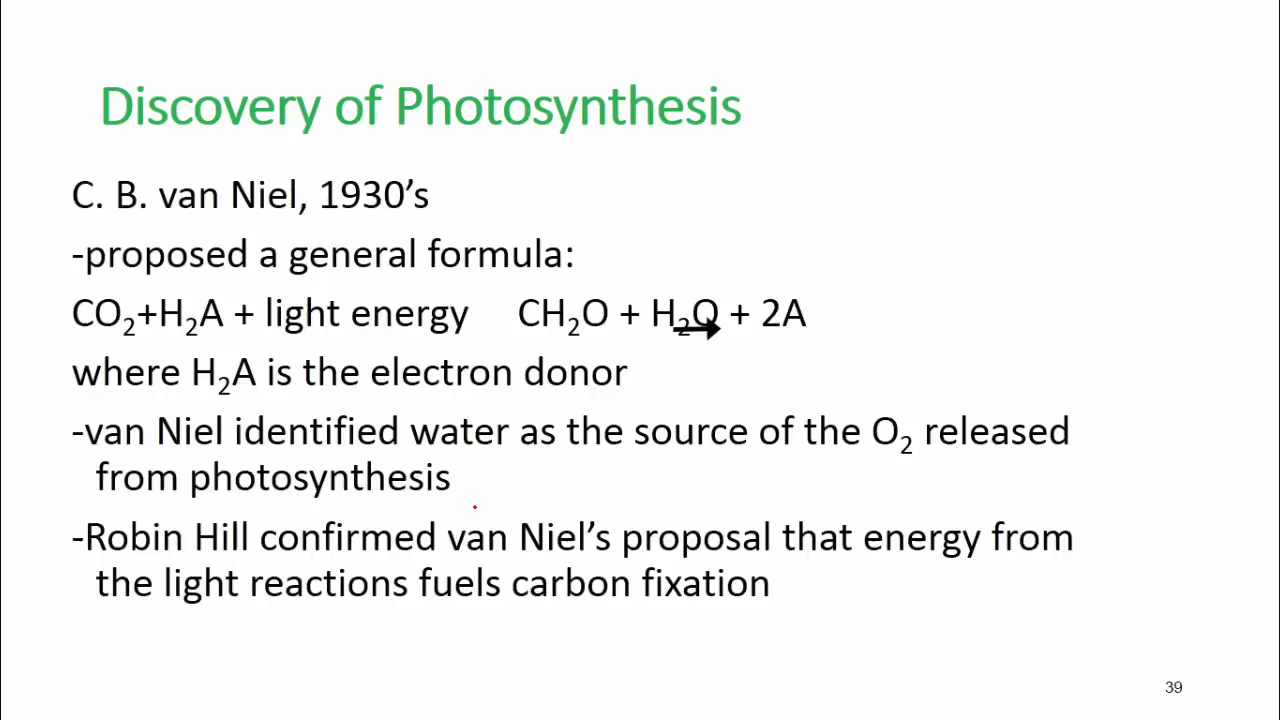 Discovery of Photosynthesis
C. B. van Niel, 1930’s
-proposed a general formula:
CO₂+H₂A + light energy CH₂O + H₂O + 2A
where H₂A is the electron donor
-van Niel identified water as the source of the O₂ released
from photosynthesis
-Robin Hill confirmed van Niel’s proposal that energy from
the light reactions fuels carbon fixation
39